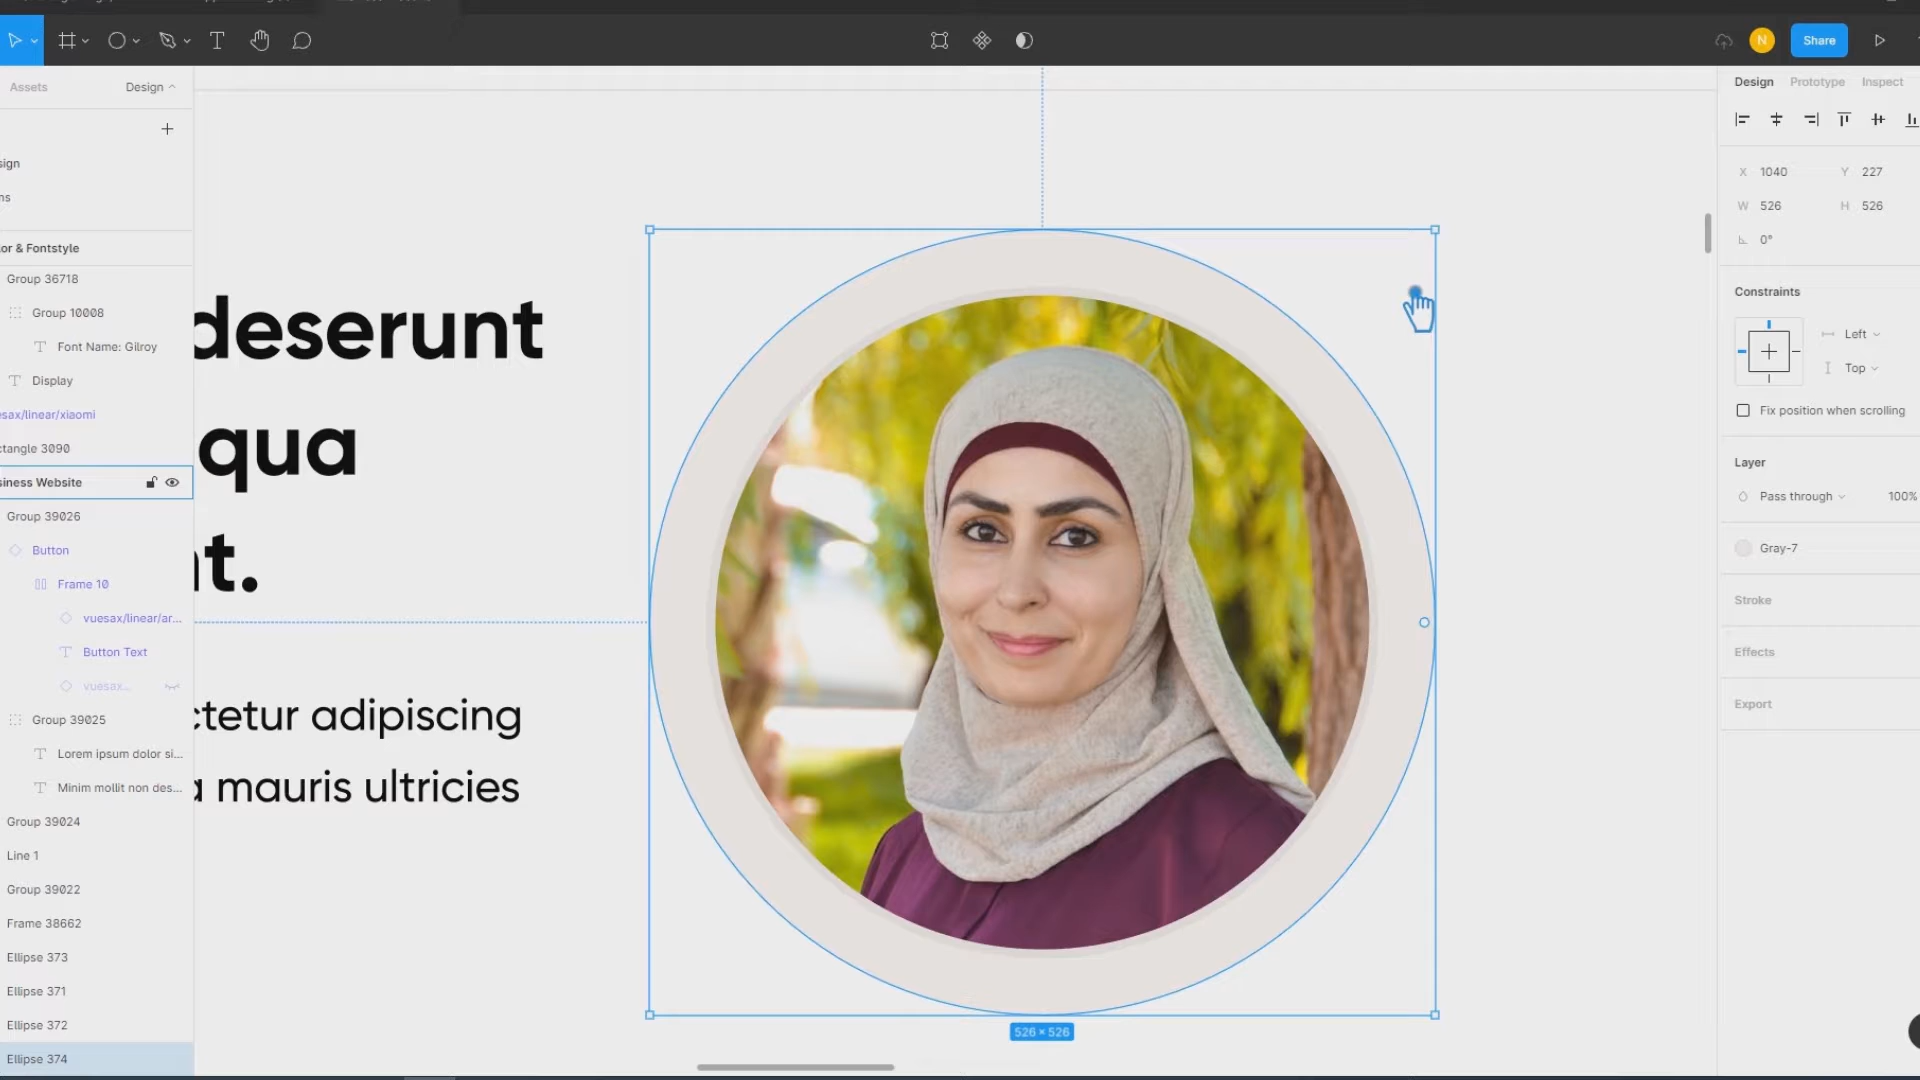 N
Share
Assets
Design
sign
ns
or & Fontstyle
Group 36718
Group 10008
Font Name: Gilroy
Display
esax/linear/xiaomi
ctangle 3090
siness Website
Group 39026
Button
Frame 10
vuesax/linear/ar...
Button Text
vuesax...
Group 39025
Lorem ipsum dolor si...
Minim mollit non des...
Group 39024
Line 1
Group 39022
Frame 38662
Ellipse 373
Ellipse 371
Ellipse 372
Ellipse 374
deserunt
qua
nt.
ctetur adipiscing
a mauris ultricies
526 × 526
Design Prototype Inspect
X 1040 Y 227
W 526 H 526
0°
Constraints
Left
Top
Fix position when scrolling
Layer
Pass through 100%
Gray-7
Stroke
Effects
Export